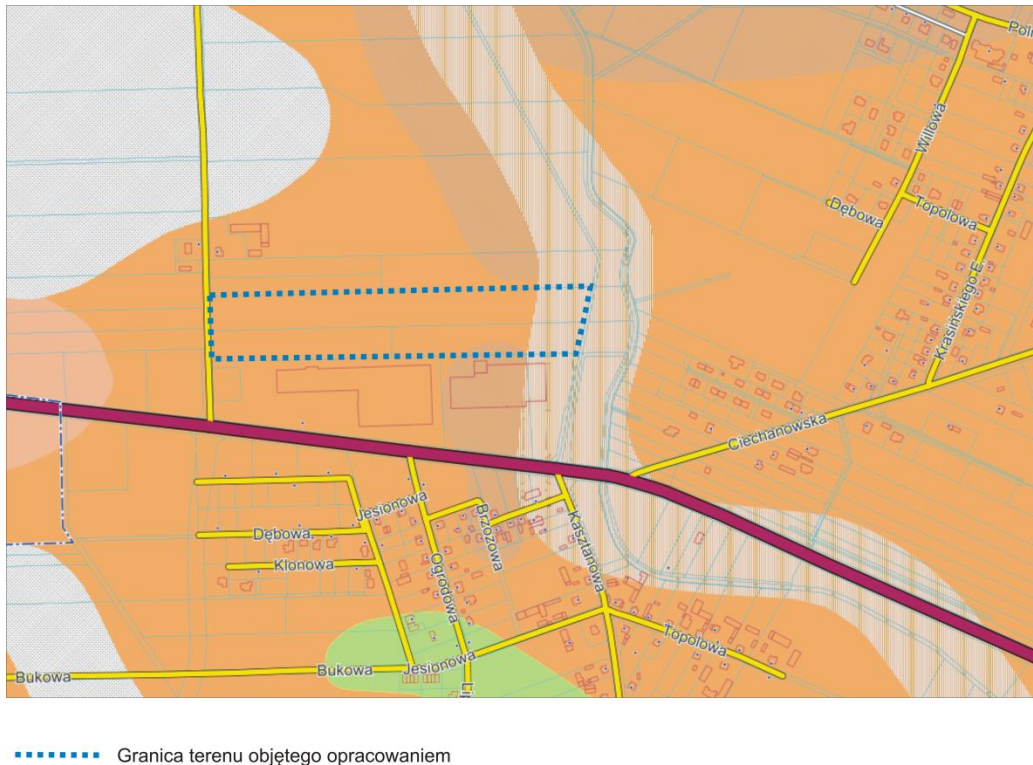 Polr
Willowa
Dębowa
Topolowa
Krasińskiego E.
Ciechanowska
Jesionowa
Dębowa
Klonowa
Ogrodowa
Brzozowa
Kasztanowa
Topolowa
Bukowa
Bukowa
Jesionowa
Granica terenu objętego opracowaniem